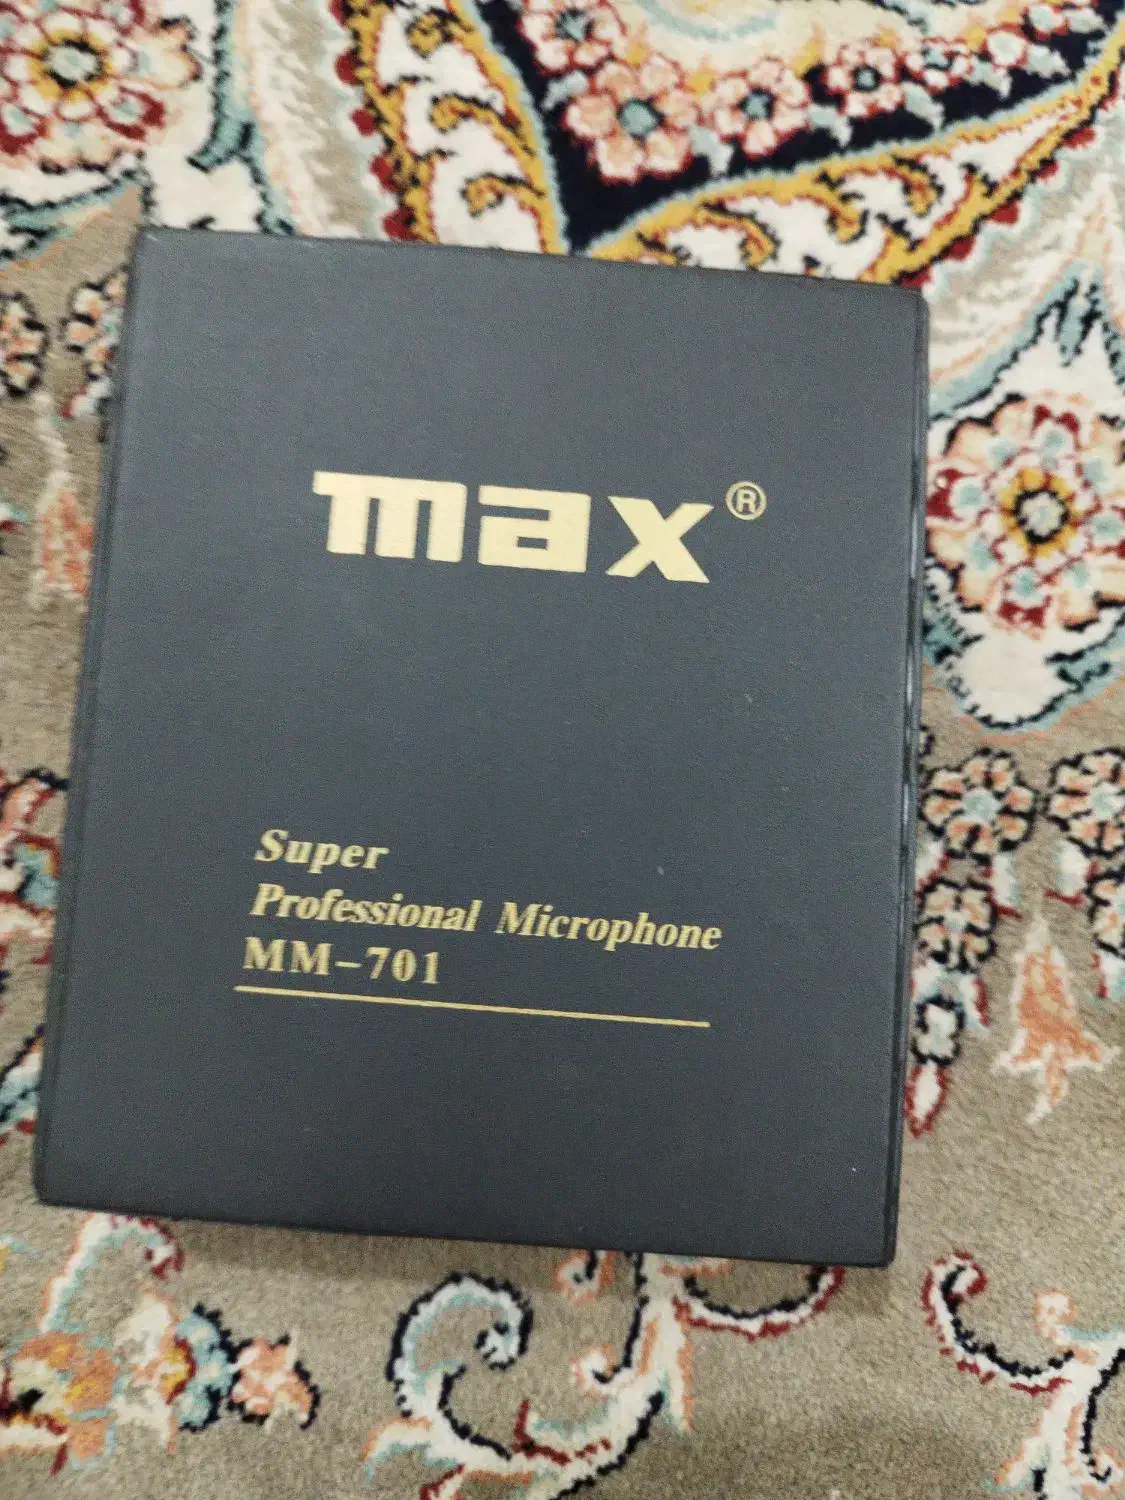 max®
Super
Professional Microphone
MM-701